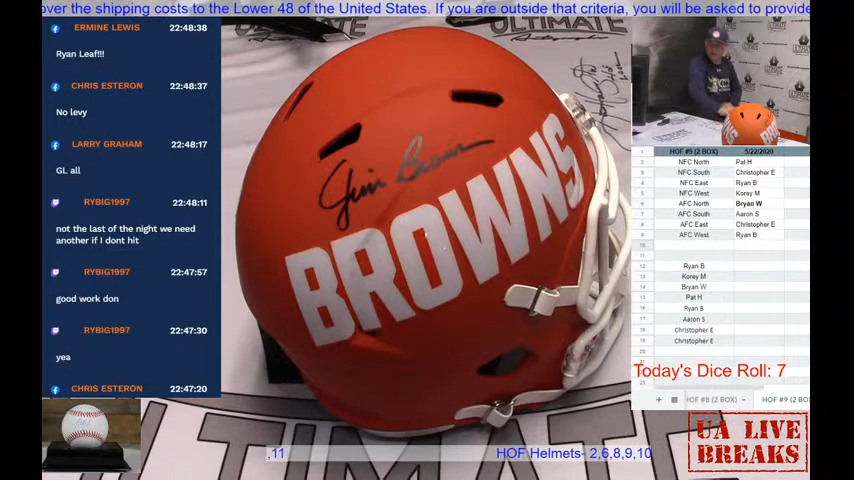 over the shipping costs to the Lower 48 of the United States. If you are outside that criteria, you will be asked to provide
ERMINE LEWIS 22:48:38
Ryan Leaf!!!
CHRIS ESTERON 22:48:37
No levy
LARRY GRAHAM 22:48:17
GL all
RYBIG1997 22:48:11
not the last of the night we need
another if I dont hit
RYBIG1997 22:47:57
good work don
RYBIG1997 22:47:30
yea
CHRIS ESTERON 22:47:20
ULTIMATE
Jim Brown
BROWNS
ULTIMATE
HOF #9 (2 BOX) 5/22/2020
NFC North Pat H
NFC South Christopher E
NFC East Ryan B
NFC West Korey M
AFC North Bryan W
AFC South Aaron S
AFC East Christopher E
AFC West Ryan B
Ryan B
Korey M
Bryan W
Pat H
Ryan B
Aaron S
Christopher E
Christopher E
Today's Dice Roll: 7
HOF #8 (2 BOX) HOF #9 (2 BO
,11 HOF Helmets- 2,6,8,9,10
UA LIVE
BREAKS